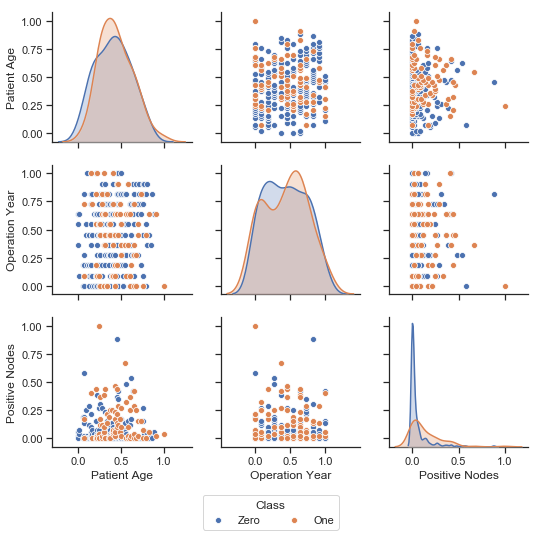 1.00
0.75
0.50
0.25
0.00
Patient Age
1.00
0.75
0.50
0.25
0.00
Operation Year
1.00
0.75
0.50
0.25
0.00
Positive Nodes
0.0 0.5 1.0
Patient Age
0.0 0.5 1.0
Operation Year
0.0 0.5 1.0
Positive Nodes
Class
Zero One